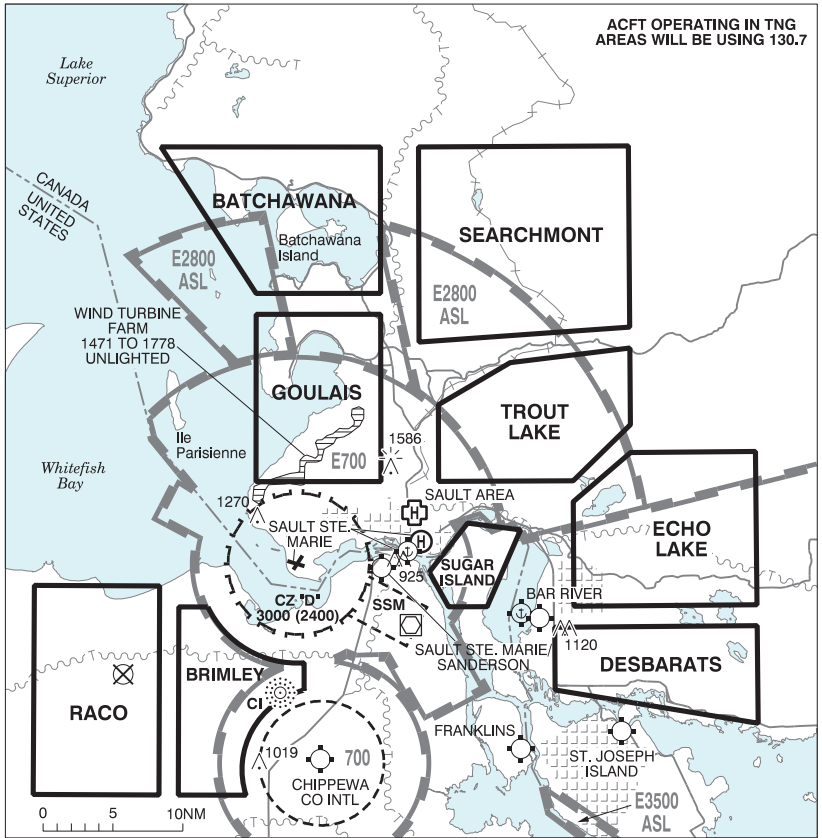 ACFT OPERATING IN TNG
AREAS WILL BE USING 130.7
Lake
Superior
CANADA
UNITED
STATES
BATCHAWANA
Batchawana
Island
SEARCHMONT
E2800
ASL
E2800
ASL
WIND TURBINE
FARM
1471 TO 1778
UNLIGHTED
GOULAIS
TROUT
LAKE
Ile
Parisienne
E700
1586
Whitefish
Bay
1270
SAULT AREA
H
SAULT STE.
MARIE
H
ECHO
LAKE
SUGAR
ISLAND
925
CZ "D"
3000 (2400)
SSM
BAR RIVER
1120
SAULT STE. MARIE/
SANDERSON
DESBARATS
BRIMLEY
RACO
CI
FRANKLINS
1019
700
CHIPPEWA
CO INTL
ST. JOSEPH
ISLAND
E3500
ASL
0 5 10NM